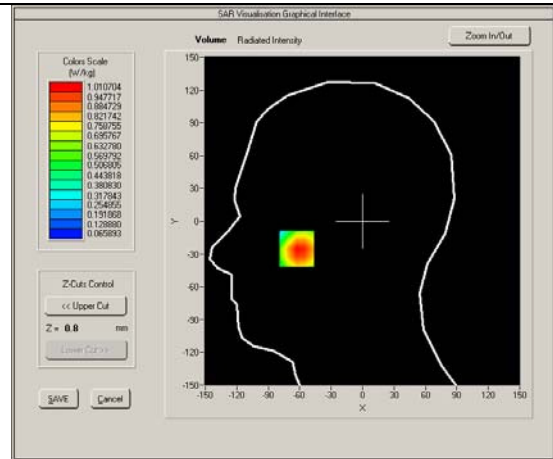 SAR Visualisation Graphical Interface
Volume Radiated Intensity
Zoom In/Out
Colors Scale
(W/kg)
1.010704
0.947717
0.884729
0.821742
0.758755
0.695767
0.632780
0.569792
0.506805
0.443818
0.380830
0.317843
0.254855
0.191868
0.128880
0.065893
Z-Cuts Control
<< Upper Cut
Z = 0.0 mm
Lower Cut >>
SAVE
Cancel
150
120
90
60
30
0
-30
-60
-90
-120
-150
Y
-150 -120 -90 -60 -30 0 30 60 90 120 150
X